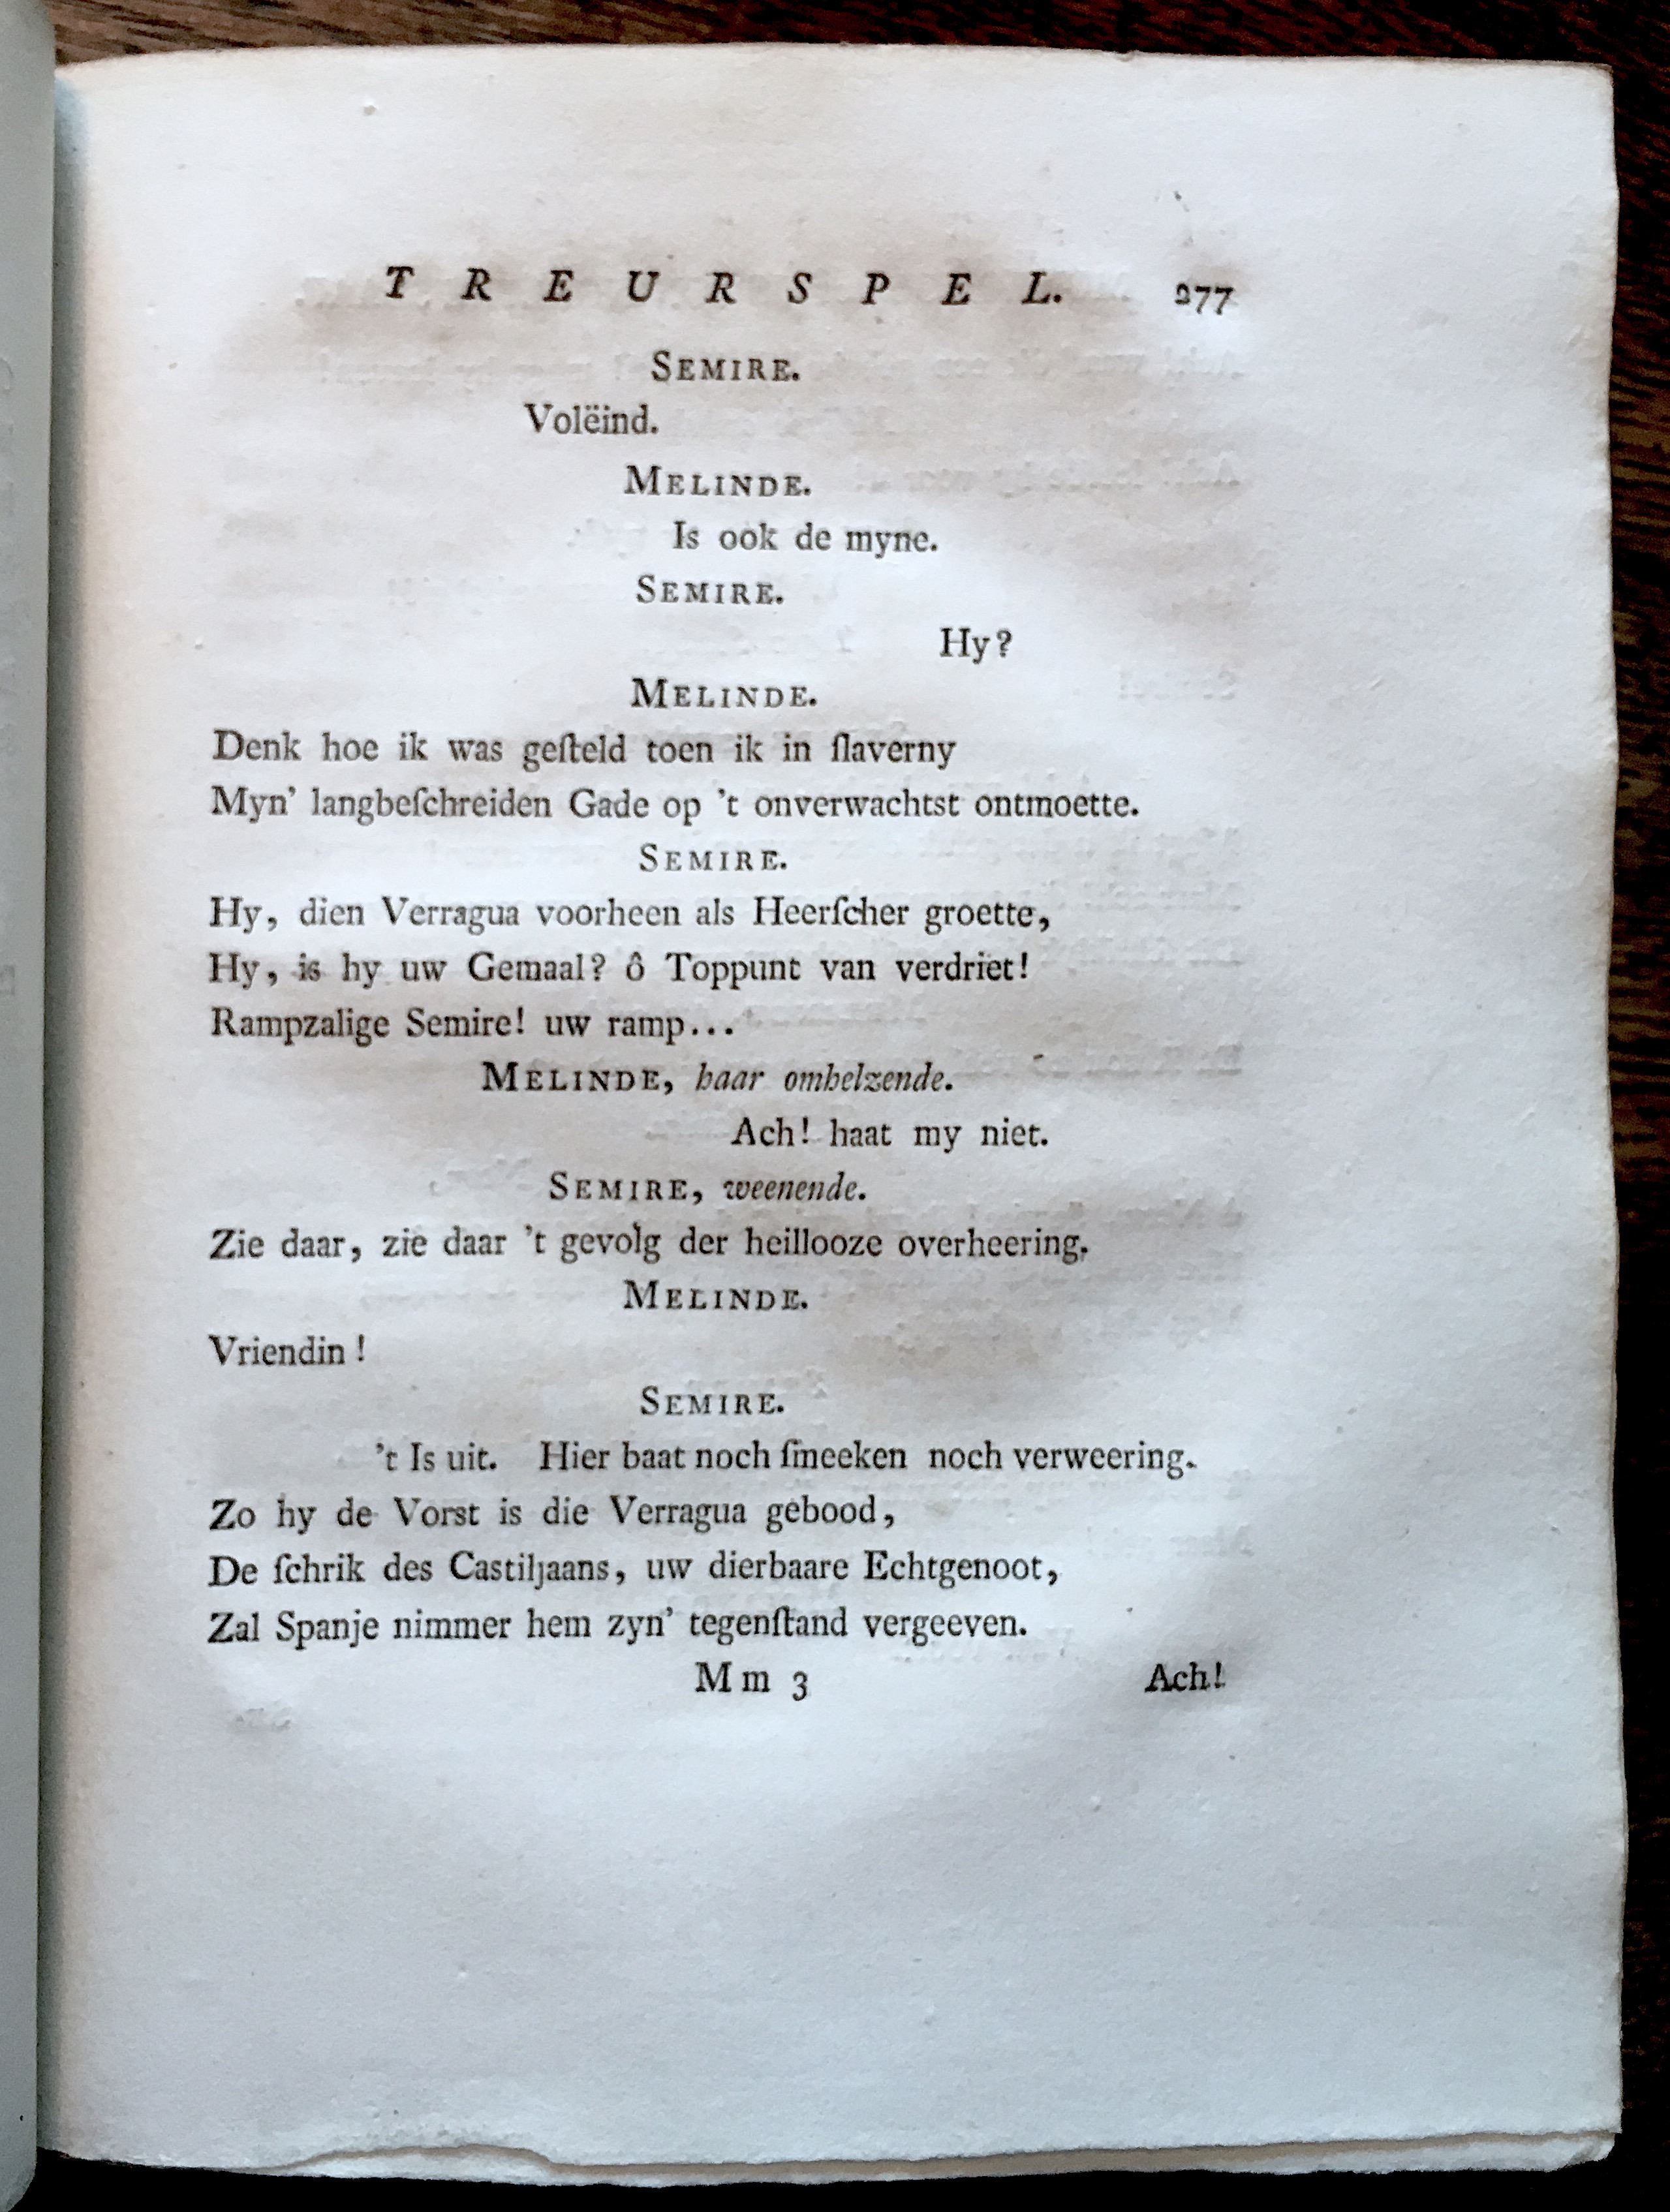 TREURSPEL. 277
SEMIRE.
Volëind.
MELINDE.
Is ook de myne.
SEMIRE.
Hy?
MELINDE.
Denk hoe ik was geſteld toen ik in ſlaverny
Myn' langbeſchreiden Gade op 't onverwachtst ontmoette.
SEMIRE.
Hy, dien Verragua voorheen als Heerſcher groette,
Hy, is hy uw Gemaal? ô Toppunt van verdriet!
Rampzalige Semire! uw ramp...
MELINDE, haar omhelzende.
Ach! haat my niet.
SEMIRE, weenende.
Zie daar, zie daar 't gevolg der heillooze overheering.
MELINDE.
Vriendin!
SEMIRE.
't Is uit. Hier baat noch ſmeeken noch verweering.
Zo hy de Vorst is die Verragua gebood,
De ſchrik des Castiljaans, uw dierbaare Echtgenoot,
Zal Spanje nimmer hem zyn' tegenſtand vergeeven.
Mm 3 Ach!